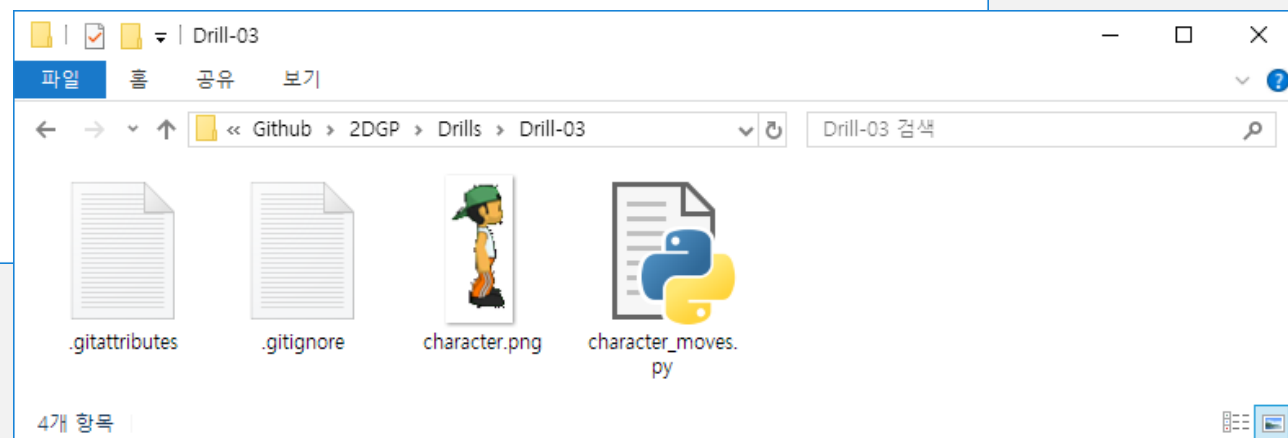 Drill-03
파일 홈 공유 보기
« Github › 2DGP › Drills › Drill-03 Drill-03 검색
.gitattributes .gitignore character.png character_moves.
py
4개 항목